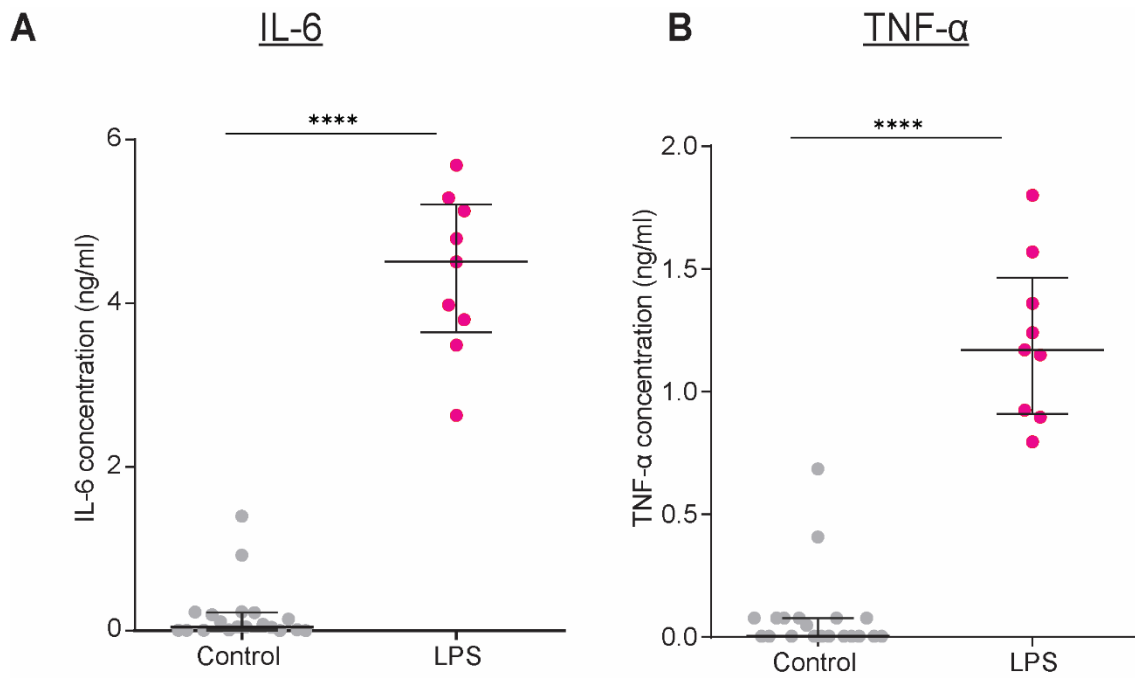 A
IL-6
****
IL-6 concentration (ng/ml)
6
4
2
0
Control
LPS
B
TNF-α
****
TNF-α concentration (ng/ml)
2.0
1.5
1.0
0.5
0.0
Control
LPS